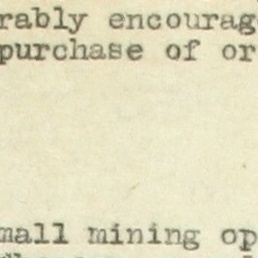 rably encourag
purchase of or
mall mining op